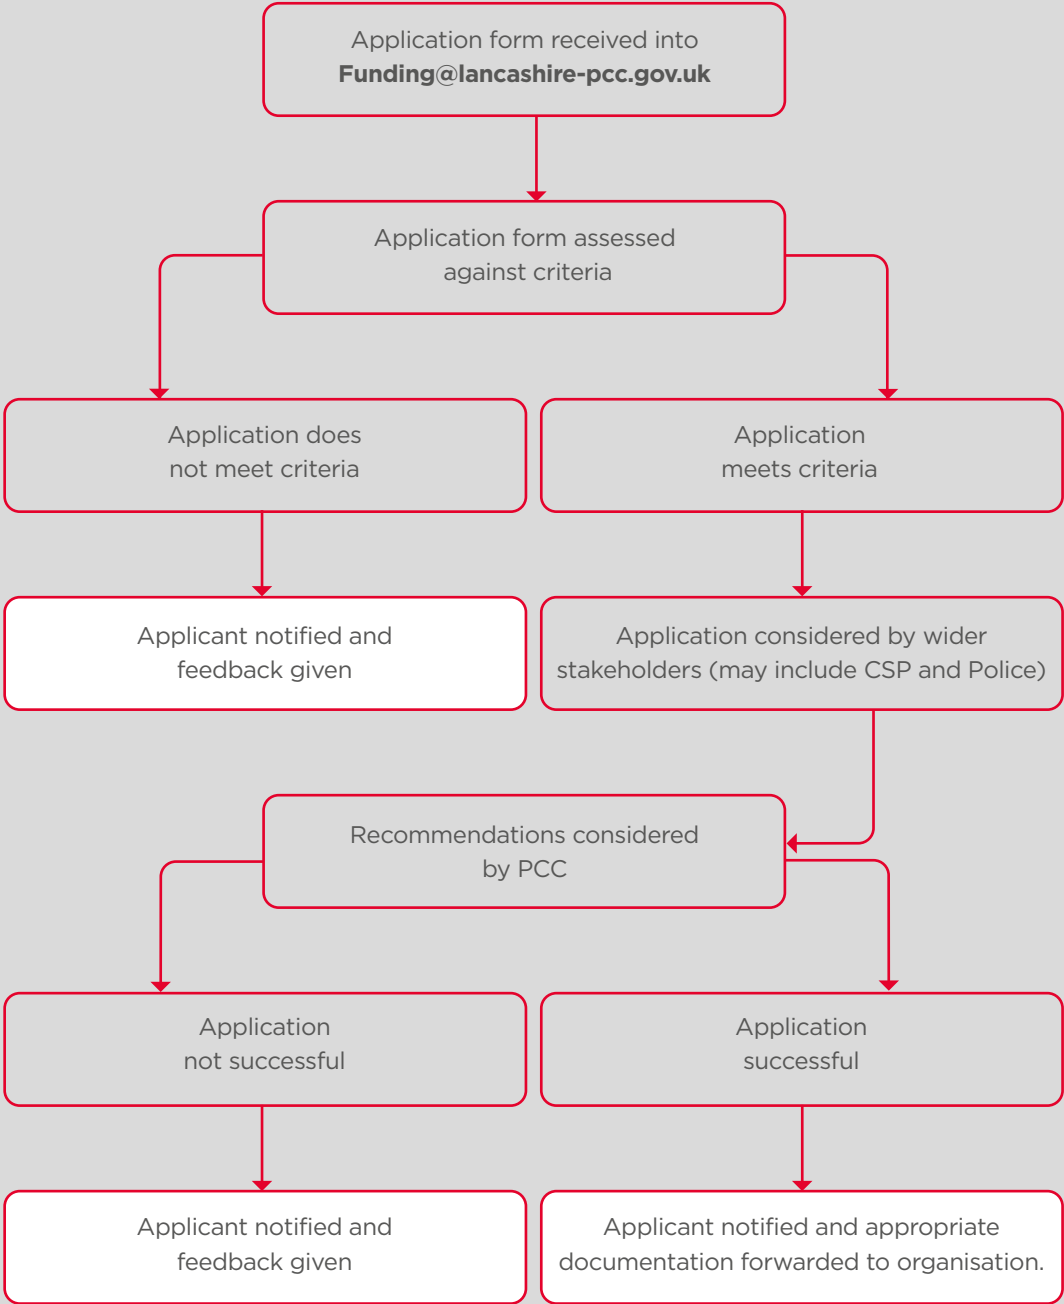 Application form received into
Funding@lancashire-pcc.gov.uk
Application form assessed
against criteria
Application does
not meet criteria
Application
meets criteria
Applicant notified and
feedback given
Application considered by wider
stakeholders (may include CSP and Police)
Recommendations considered
by PCC
Application
not successful
Application
successful
Applicant notified and
feedback given
Applicant notified and appropriate
documentation forwarded to organisation.